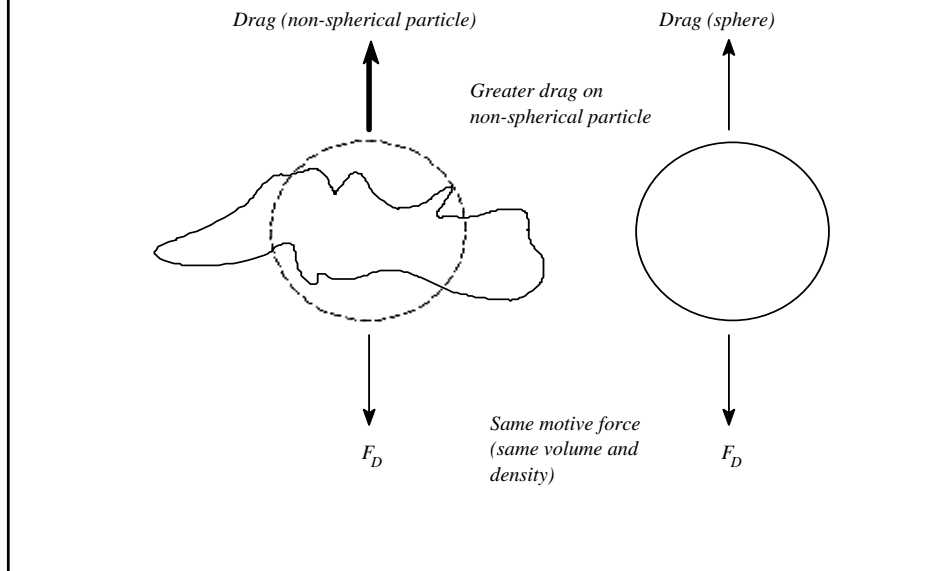 Drag (non-spherical particle)
Drag (sphere)
Greater drag on
non-spherical particle
Same motive force
(same volume and
density)
F_D
F_D